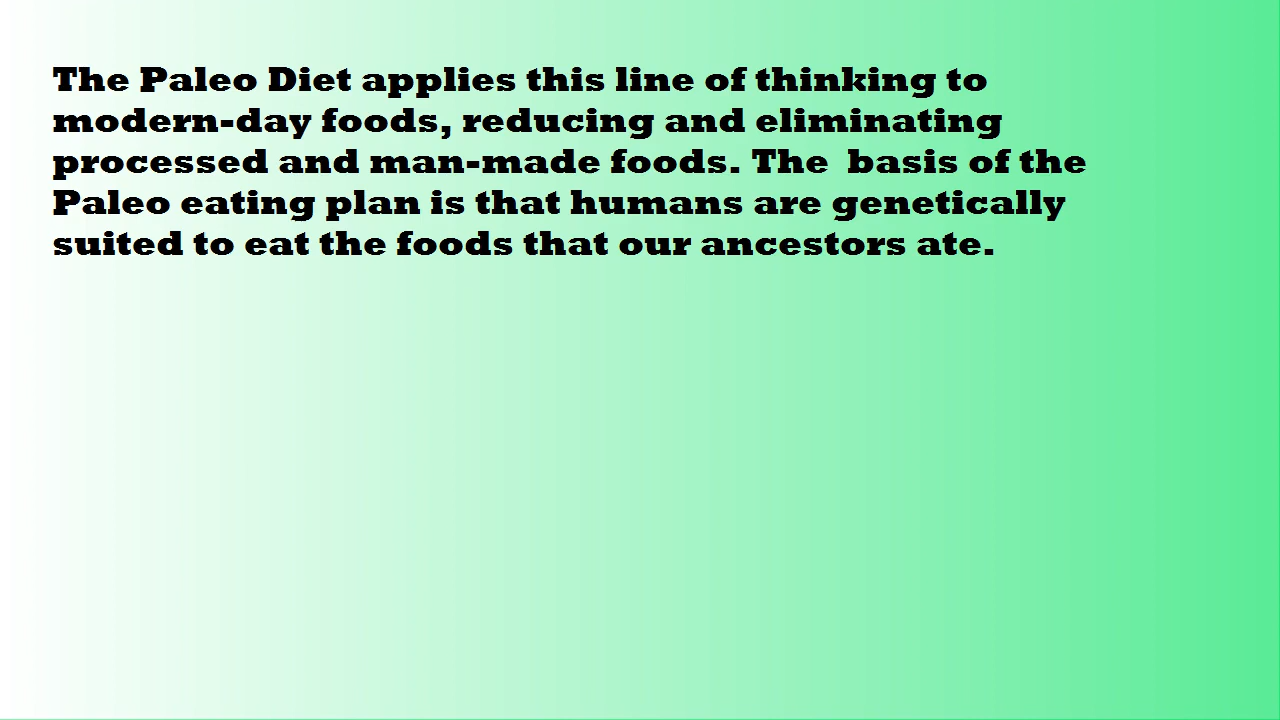 The Paleo Diet applies this line of thinking to
modern-day foods, reducing and eliminating
processed and man-made foods. The  basis of the
Paleo eating plan is that humans are genetically
suited to eat the foods that our ancestors ate.